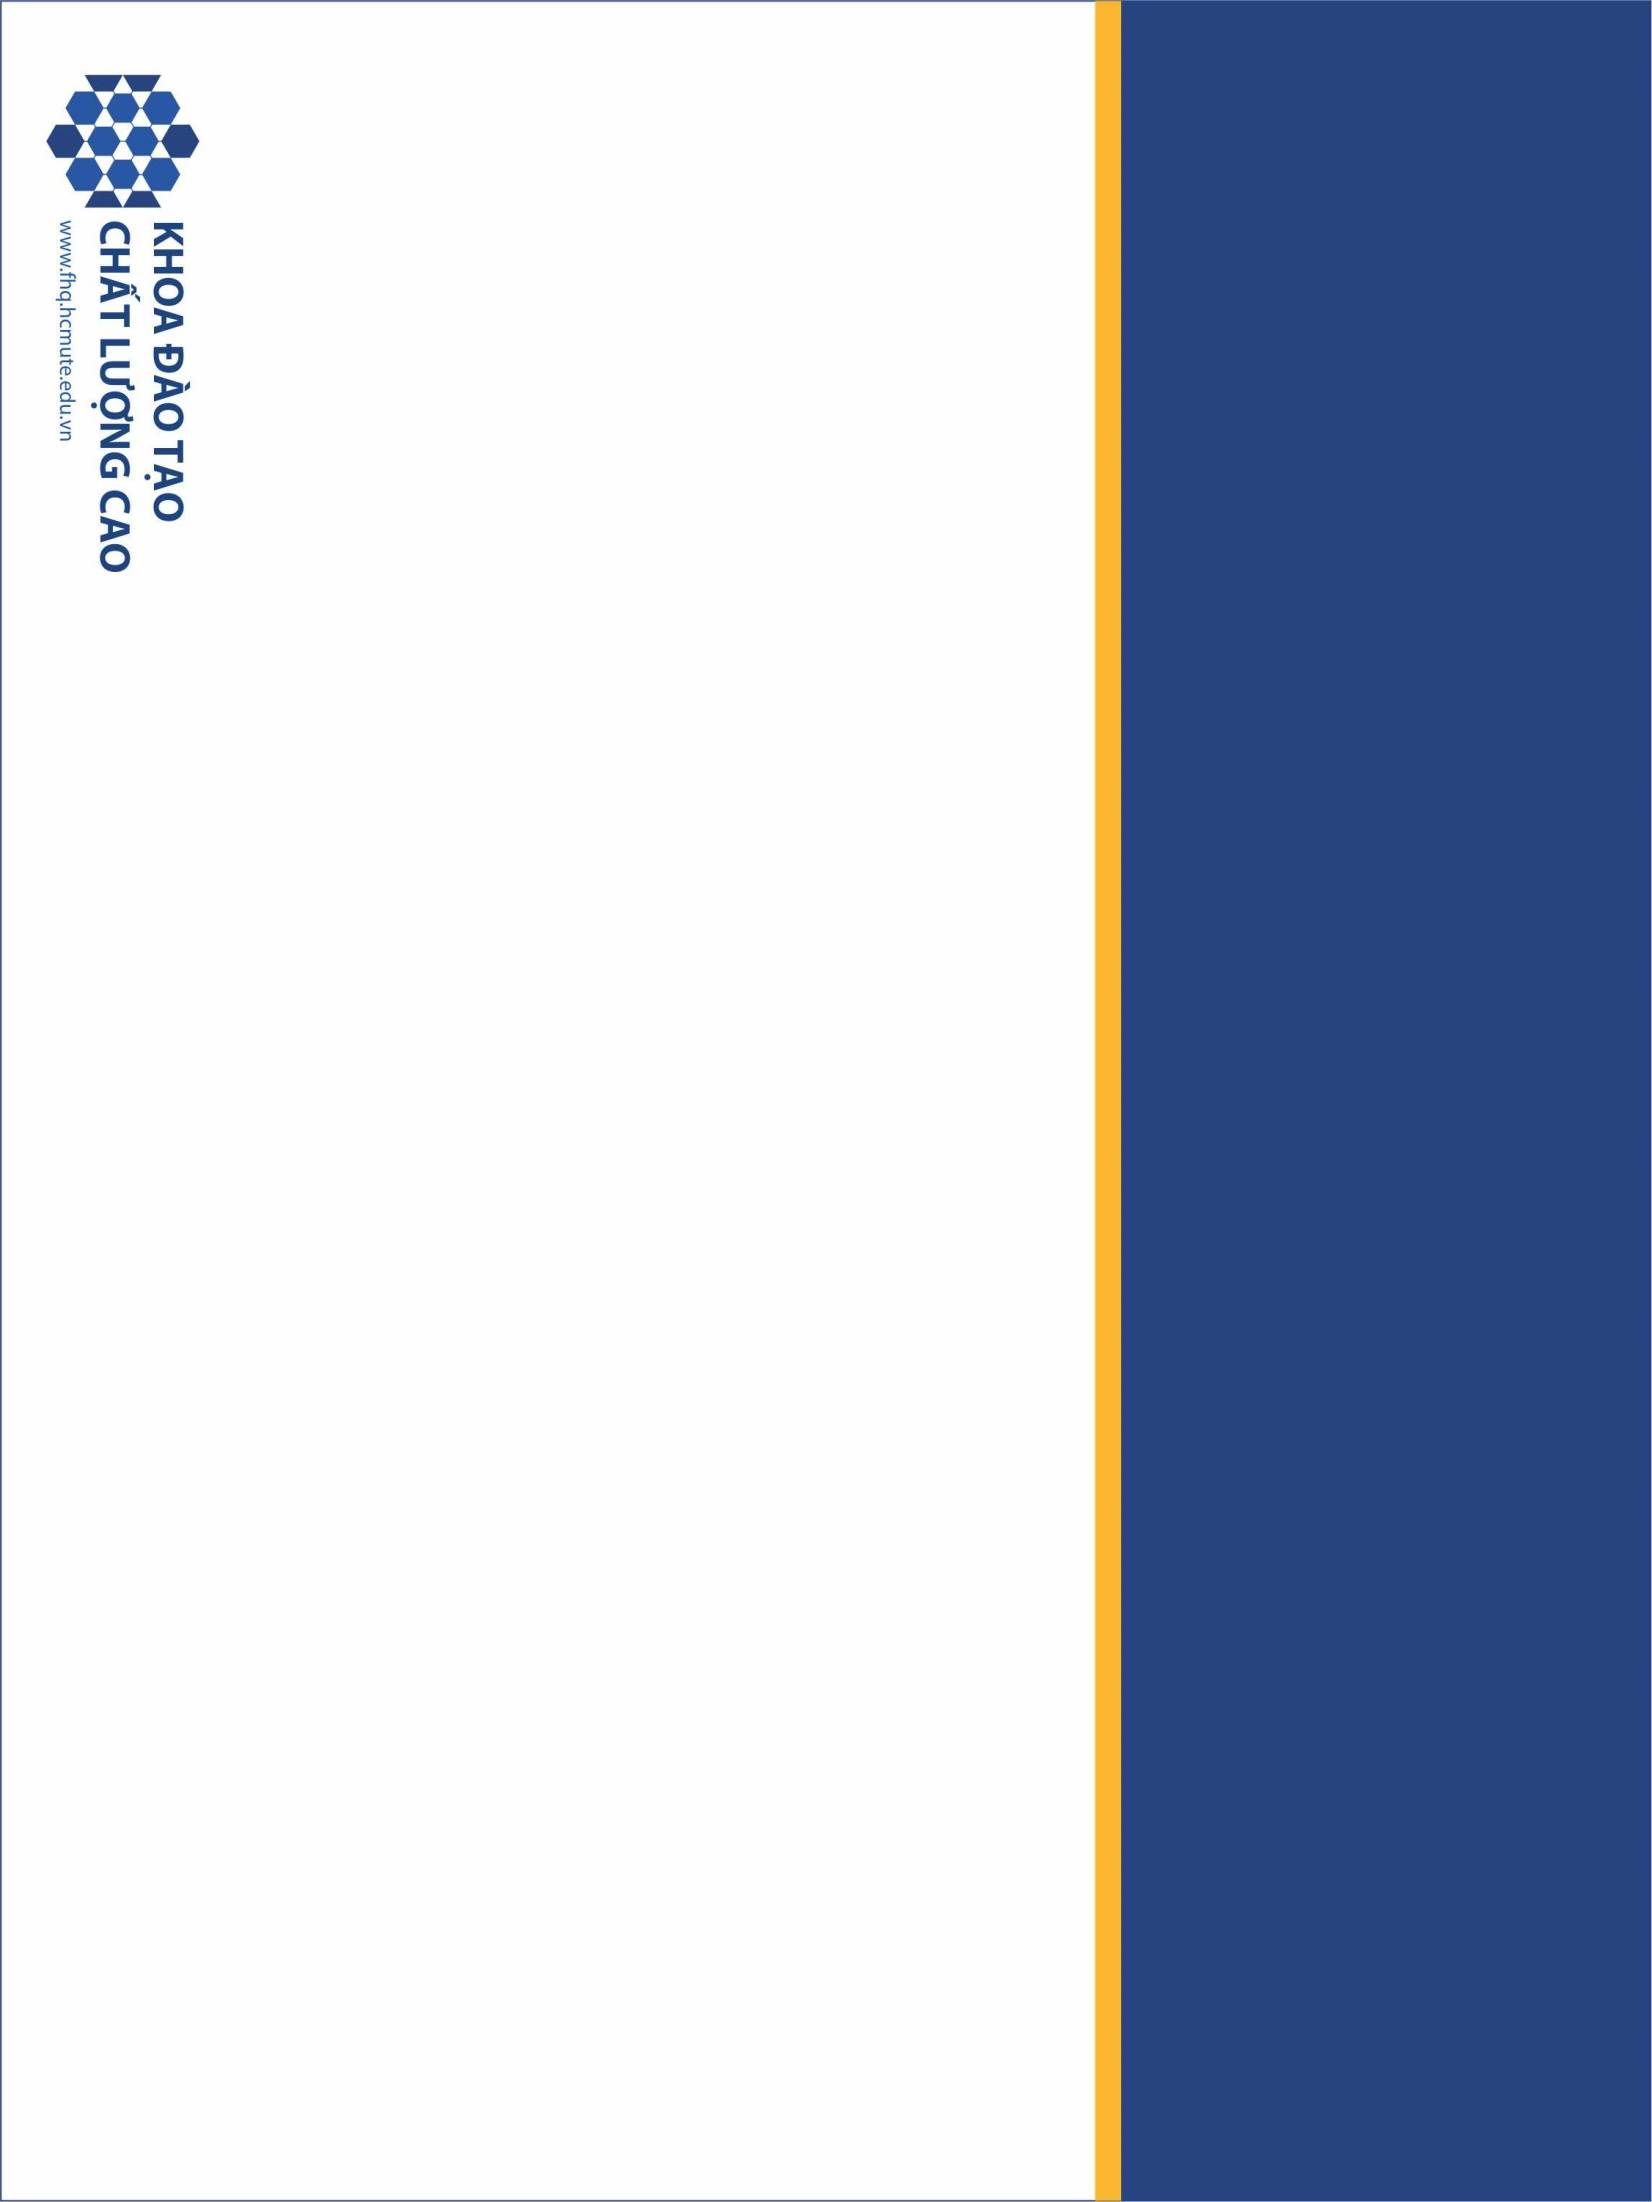 KHOA ĐÀO TẠO
CHẤT LƯỢNG CAO
www.fhq.hcmute.edu.vn